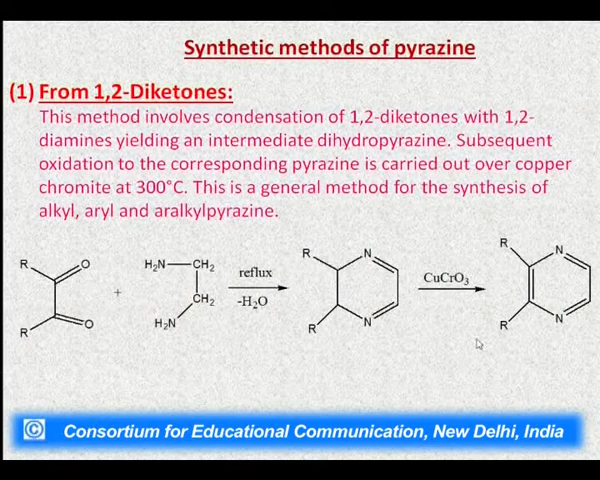 Synthetic methods of pyrazine
(1) From 1,2-Diketones:
This method involves condensation of 1,2-diketones with 1,2-
diamines yielding an intermediate dihydropyrazine. Subsequent
oxidation to the corresponding pyrazine is carried out over copper
chromite at 300°C. This is a general method for the synthesis of
alkyl, aryl and aralkylpyrazine.
R O R O
+
H₂N CH₂
CH₂
H₂N
reflux
-H₂O
R N
R N
CuCrO₃
R N
R N
© Consortium for Educational Communication, New Delhi, India